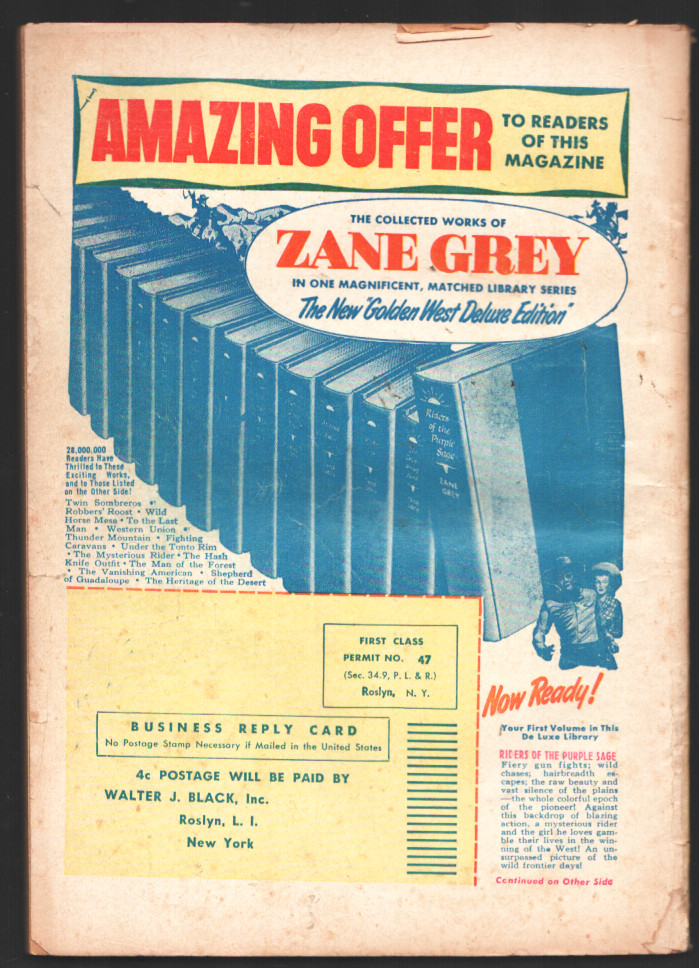 AMAZING OFFER
TO READERS
OF THIS
MAGAZINE
THE COLLECTED WORKS OF
ZANE GREY
IN ONE MAGNIFICENT, MATCHED LIBRARY SERIES
The New "Golden West Deluxe Edition"
Riders
of the
Purple
Sage
ZANE
GREY
28,000,000
Readers Have
Thrilled to These
Exciting Works,
and to Those Listed
on the Other Side!
Twin Sombreros •
Robbers' Roost • Wild
Horse Mesa • To the Last
Man • Western Union •
Thunder Mountain • Fighting
Caravans • Under the Tonto Rim
• The Mysterious Rider • The Hash
Knife Outfit • The Man of the Forest
• The Vanishing American • Shepherd
of Guadaloupe • The Heritage of the Desert
FIRST CLASS
PERMIT NO. 47
(Sec. 34.9, P. L. & R.)
Roslyn, N. Y.
BUSINESS REPLY CARD
No Postage Stamp Necessary if Mailed in the United States
4c POSTAGE WILL BE PAID BY
WALTER J. BLACK, Inc.
Roslyn, L. I.
New York
Now Ready!
Your First Volume in This
De Luxe Library
RIDERS OF THE PURPLE SAGE
Fiery gun fights; wild
chases; hairbreadth es-
capes; the raw beauty and
vast silence of the plains
—the whole colorful epoch
of the pioneer! Against
this backdrop of blazing
action, a mysterious rider
and the girl he loves gam-
ble their lives in the win-
ning of the West! An un-
surpassed picture of the
wild frontier days!
Continued on Other Side